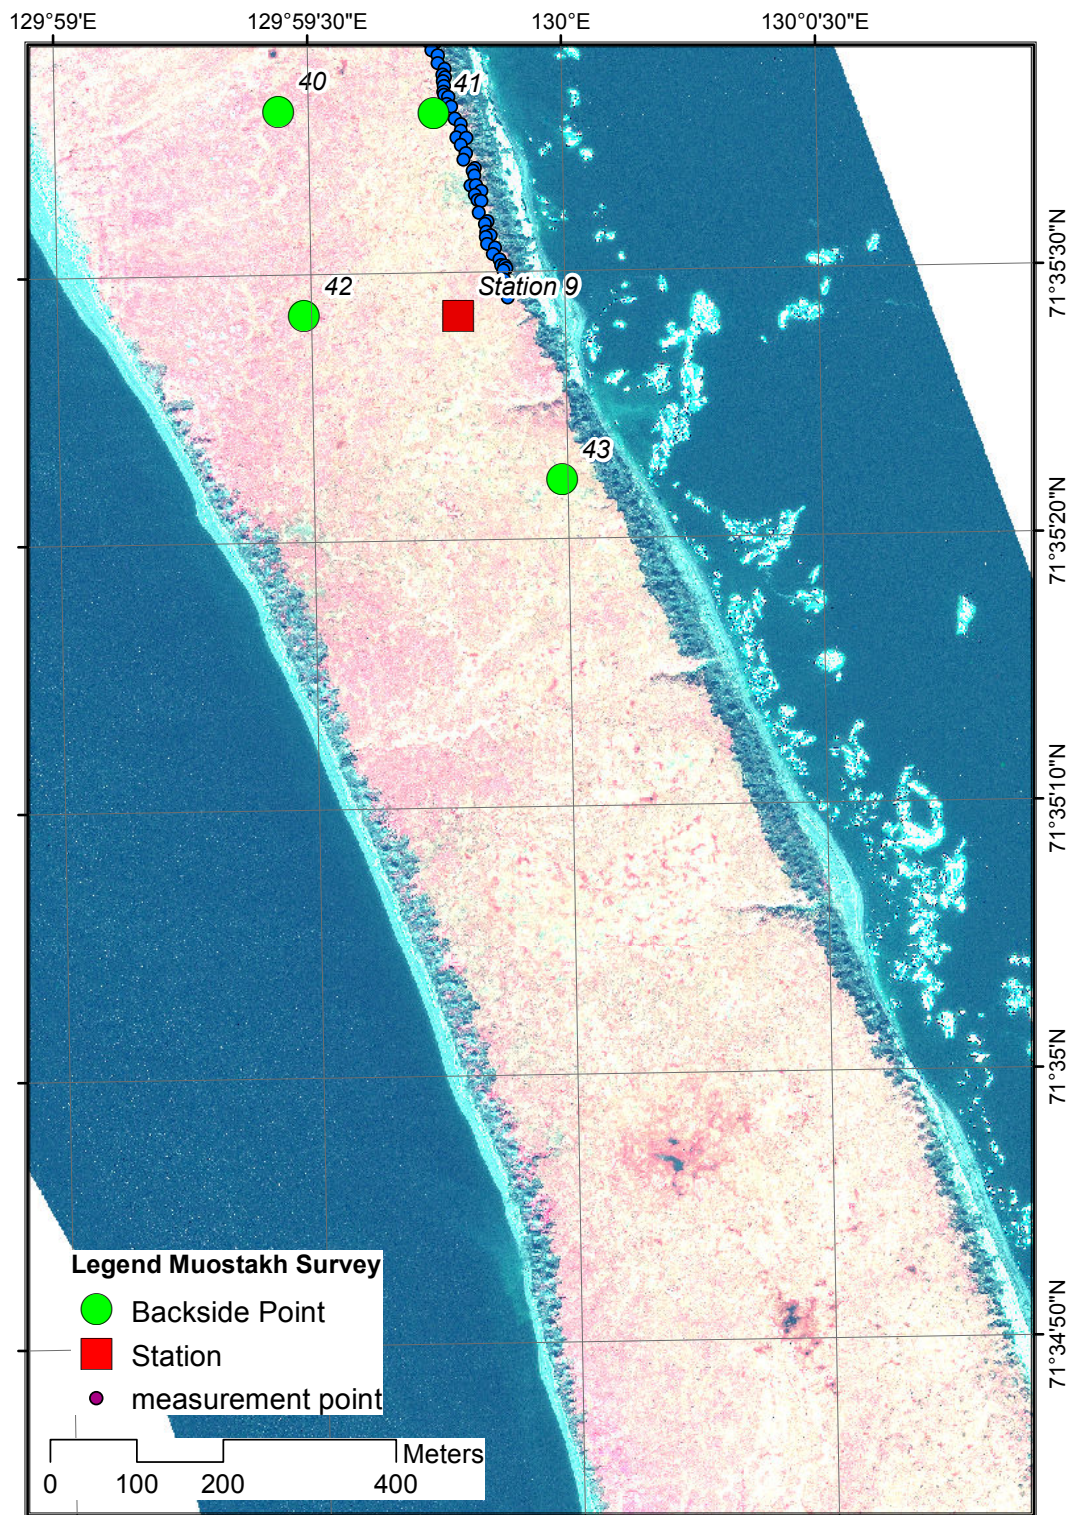 129°59'E 129°59'30"E 130°0'E 130°0'30"E
40
41
71°35'30"N
42
Station 9
43
71°35'20"N
71°35'10"N
71°35'N
71°34'50"N
Legend Muostakh Survey
Backside Point
Station
measurement point
Meters
0 100 200 400